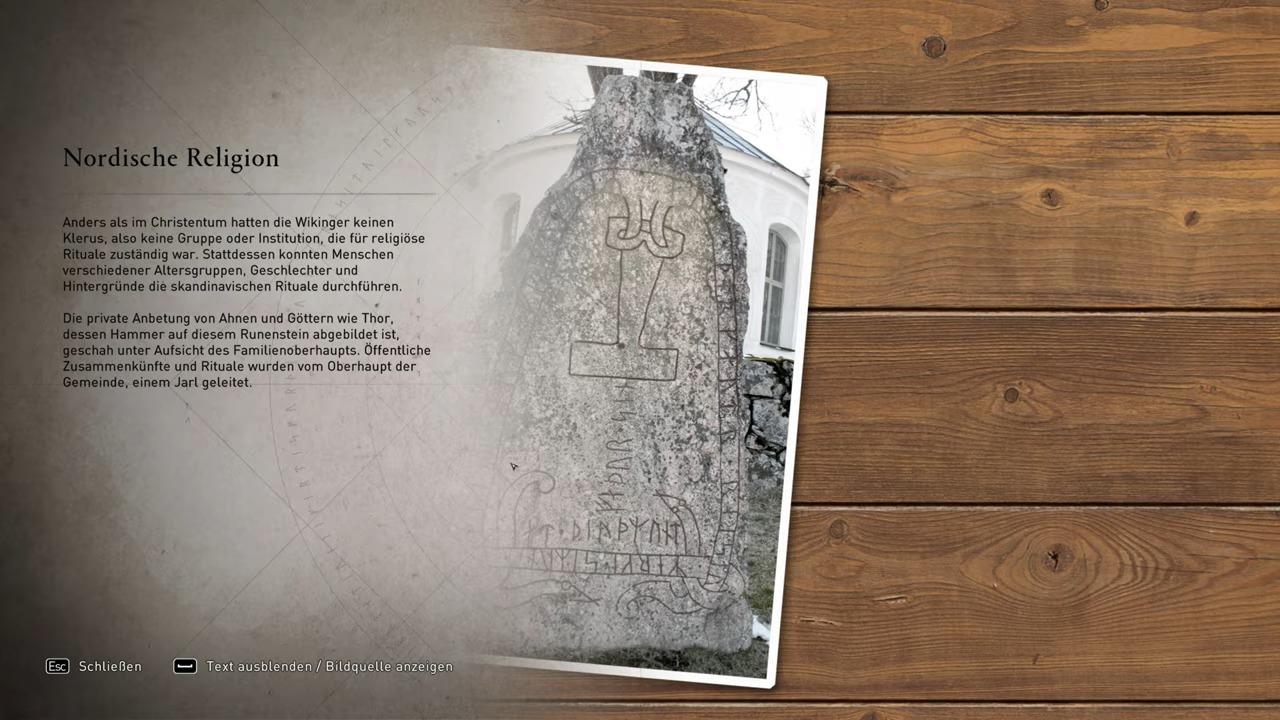 Nordische Religion
Anders als im Christentum hatten die Wikinger keinen
Klerus, also keine Gruppe oder Institution, die für religiöse
Rituale zuständig war. Stattdessen konnten Menschen
verschiedener Altersgruppen, Geschlechter und
Hintergründe die skandinavischen Rituale durchführen.
Die private Anbetung von Ahnen und Göttern wie Thor,
dessen Hammer auf diesem Runenstein abgebildet ist,
geschah unter Aufsicht des Familienoberhaupts. Öffentliche
Zusammenkünfte und Rituale wurden vom Oberhaupt der
Gemeinde, einem Jarl geleitet.
Esc Schließen
Text ausblenden / Bildquelle anzeigen